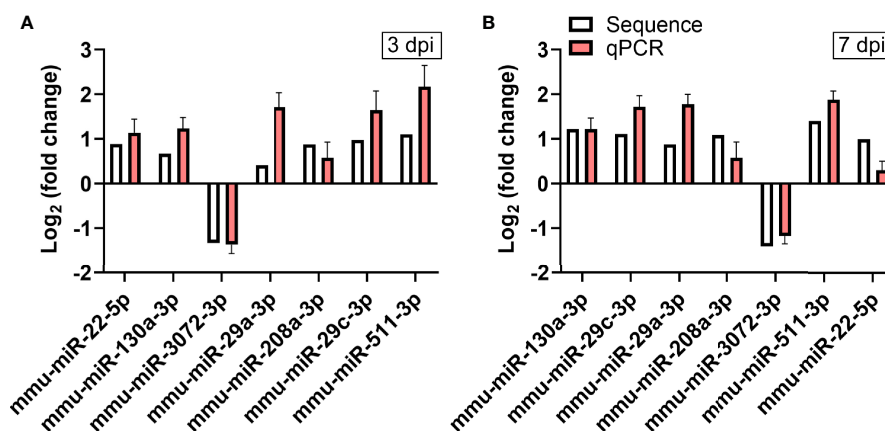 A
3 dpi
Log2 (fold change)
3
2
1
0
-1
-2
mmu-miR-22-5p
mmu-miR-130a-3p
mmu-miR-3072-3p
mmu-miR-29a-3p
mmu-miR-208a-3p
mmu-miR-29c-3p
mmu-miR-511-3p
B
Sequence
qPCR
7 dpi
Log2 (fold change)
3
2
1
0
-1
-2
mmu-miR-130a-3p
mmu-miR-29c-3p
mmu-miR-29a-3p
mmu-miR-208a-3p
mmu-miR-3072-3p
mmu-miR-511-3p
mmu-miR-22-5p